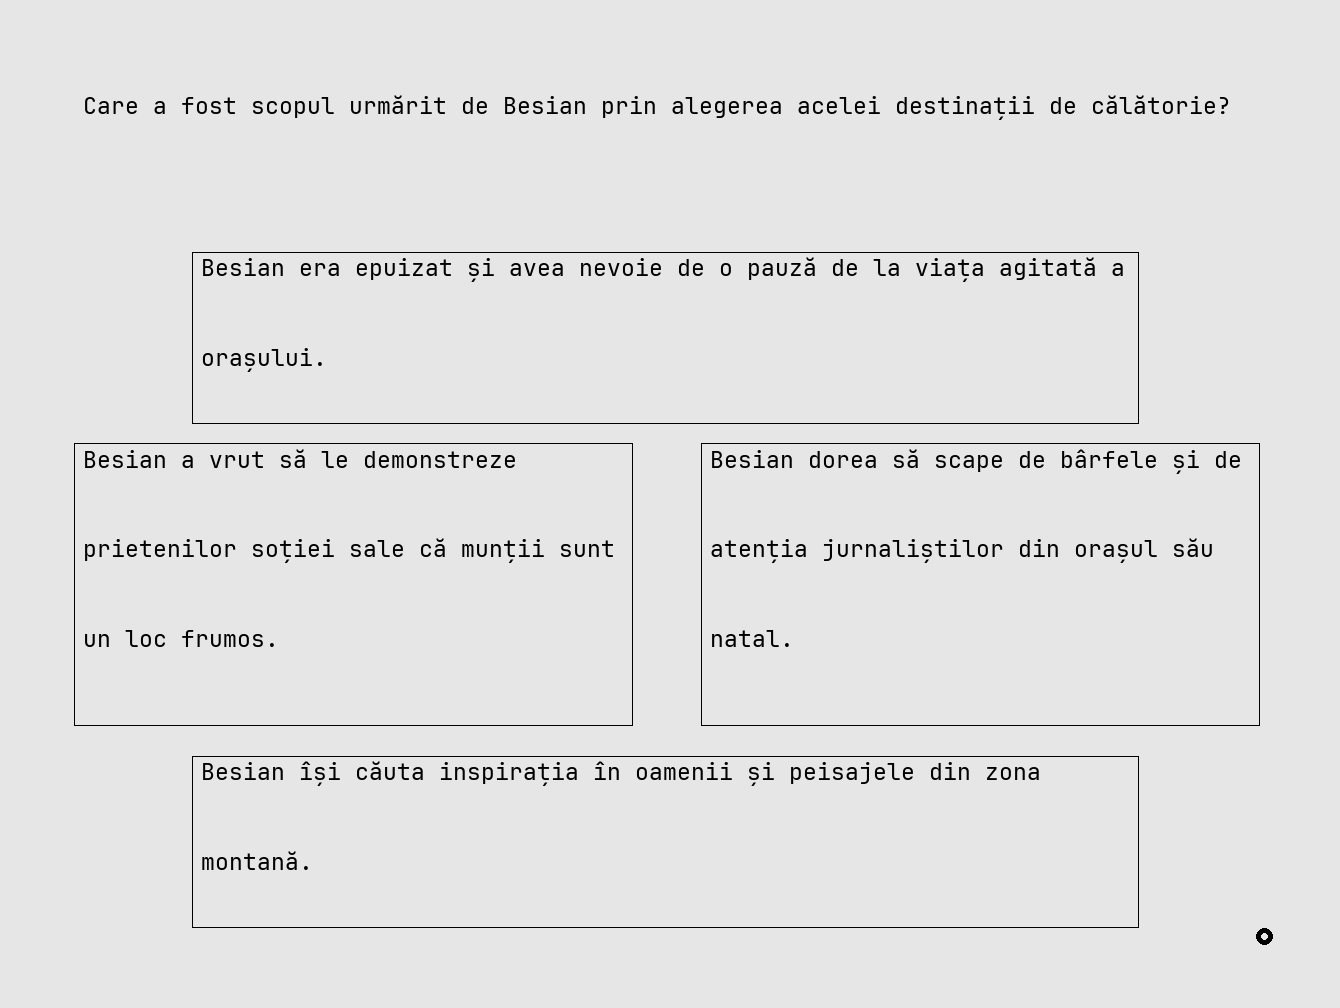 Care a fost scopul urmărit de Besian prin alegerea acelei destinații de călătorie?
Besian era epuizat și avea nevoie de o pauză de la viața agitată a
orașului.
Besian a vrut să le demonstreze
prietenilor soției sale că munții sunt
un loc frumos.
Besian dorea să scape de bârfele și de
atenția jurnaliștilor din orașul său
natal.
Besian își căuta inspirația în oamenii și peisajele din zona
montană.